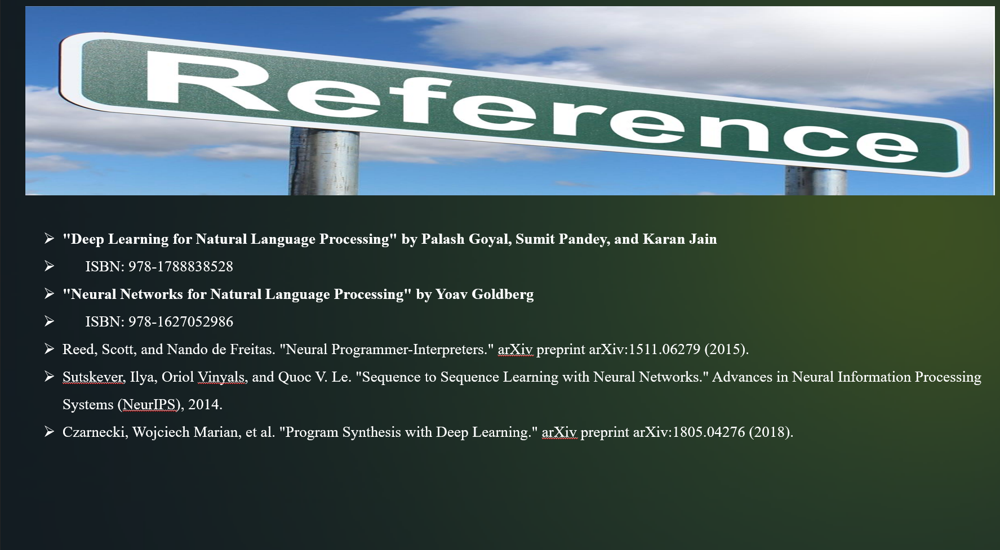 Reference
"Deep Learning for Natural Language Processing" by Palash Goyal, Sumit Pandey, and Karan Jain
ISBN: 978-1788838528
"Neural Networks for Natural Language Processing" by Yoav Goldberg
ISBN: 978-1627052986
Reed, Scott, and Nando de Freitas. "Neural Programmer-Interpreters." arXiv preprint arXiv:1511.06279 (2015).
Sutskever, Ilya, Oriol Vinyals, and Quoc V. Le. "Sequence to Sequence Learning with Neural Networks." Advances in Neural Information Processing
Systems (NeurIPS), 2014.
Czarnecki, Wojciech Marian, et al. "Program Synthesis with Deep Learning." arXiv preprint arXiv:1805.04276 (2018).